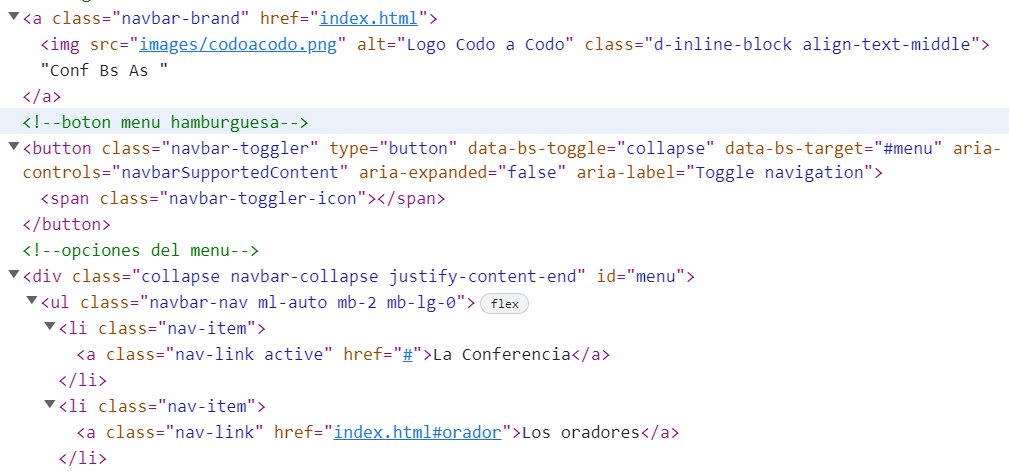 <a class="navbar-brand" href="index.html">
<img src="images/codoacodo.png" alt="Logo Codo a Codo" class="d-inline-block align-text-middle">
"Conf Bs As "
</a>
<!--boton menu hamburguesa-->
<button class="navbar-toggler" type="button" data-bs-toggle="collapse" data-bs-target="#menu" aria-
controls="navbarSupportedContent" aria-expanded="false" aria-label="Toggle navigation">
<span class="navbar-toggler-icon"></span>
</button>
<!--opciones del menu-->
<div class="collapse navbar-collapse justify-content-end" id="menu">
<ul class="navbar-nav ml-auto mb-2 mb-lg-0"> flex
<li class="nav-item">
<a class="nav-link active" href="#">La Conferencia</a>
</li>
<li class="nav-item">
<a class="nav-link" href="index.html#orador">Los oradores</a>
</li>